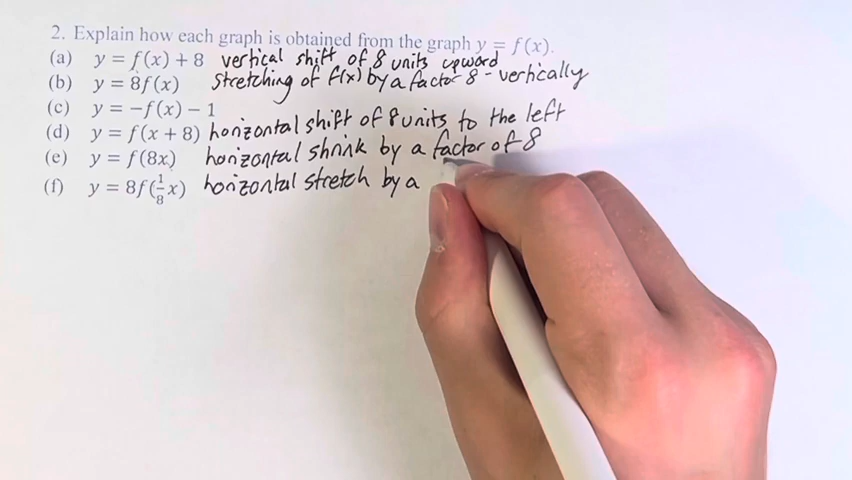 2. Explain how each graph is obtained from the graph y = f(x).
(a) y = f(x) + 8 vertical shift of 8 units upward
(b) y = 8f(x) stretching of f(x) by a factor 8 - vertically
(c) y = −f(x) − 1
(d) y = f(x + 8) horizontal shift of 8 units to the left
(e) y = f(8x) horizontal shrink by a factor of 8
(f) y = 8f(1/8 x) horizontal stretch by a